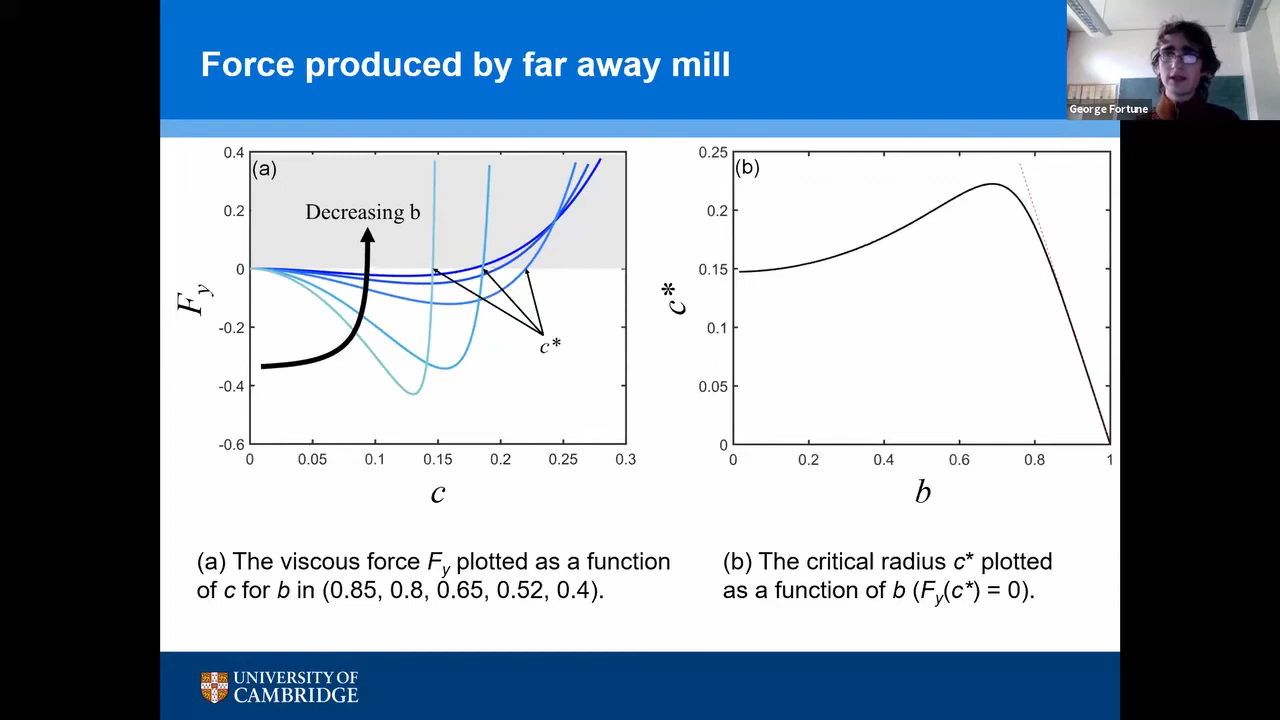 Force produced by far away mill
George Fortune
(a)
Decreasing b
0.4
0.2
0
-0.2
-0.4
-0.6
F_y
c*
0
0.05
0.1
0.15
0.2
0.25
0.3
c
(b)
0.25
0.2
0.15
0.1
0.05
0
c*
0
0.2
0.4
0.6
0.8
1
b
(a) The viscous force F_y plotted as a function
of c for b in (0.85, 0.8, 0.65, 0.52, 0.4).
(b) The critical radius c* plotted
as a function of b (F_y(c*) = 0).
UNIVERSITY OF
CAMBRIDGE